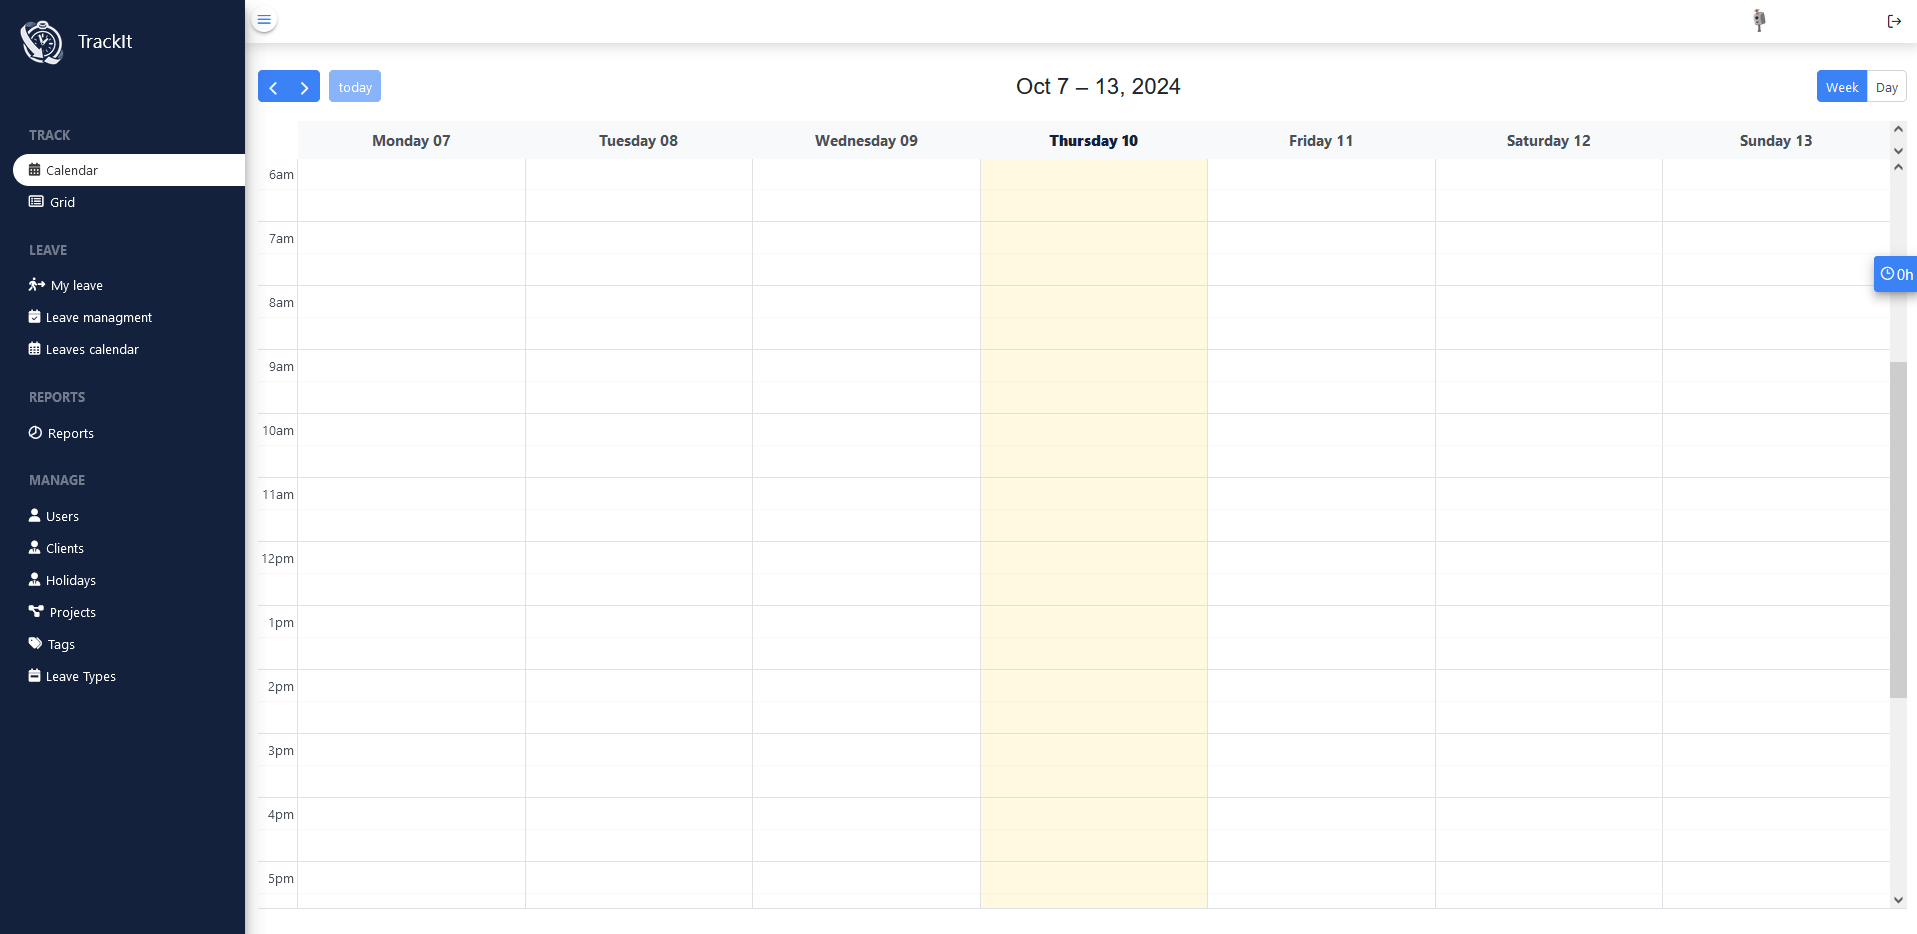 TrackIt
TRACK
Calendar
Grid
LEAVE
My leave
Leave managment
Leaves calendar
REPORTS
Reports
MANAGE
Users
Clients
Holidays
Projects
Tags
Leave Types
today
Oct 7 – 13, 2024
Week Day
Monday 07 Tuesday 08 Wednesday 09 Thursday 10 Friday 11 Saturday 12 Sunday 13
6am
7am
0h
8am
9am
10am
11am
12pm
1pm
2pm
3pm
4pm
5pm